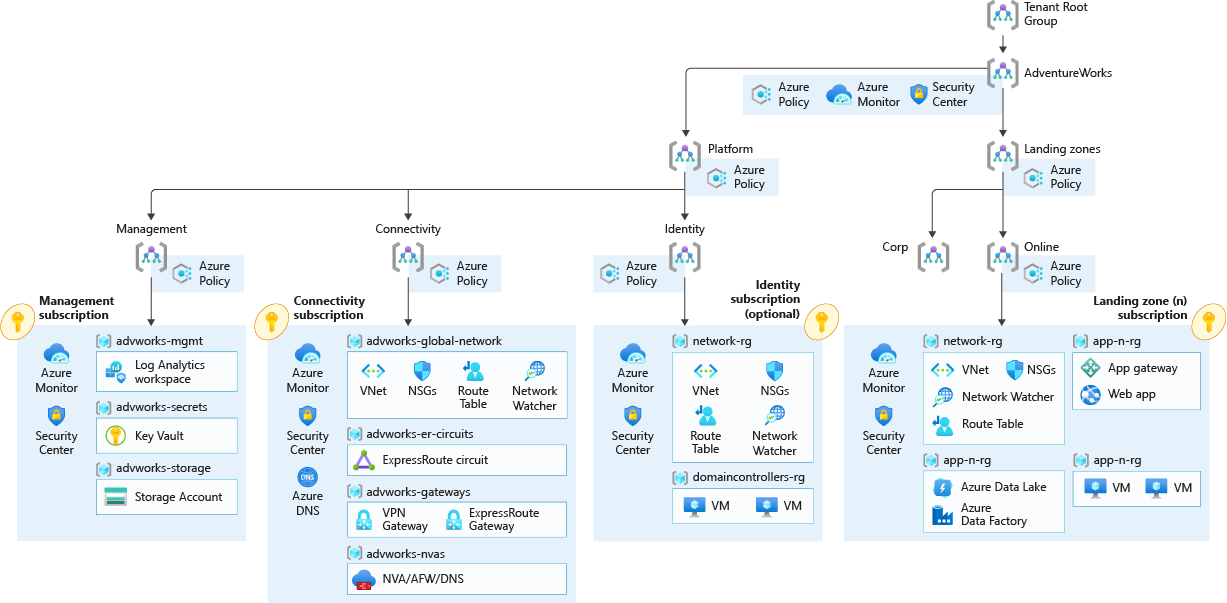 Tenant Root
Group
AdventureWorks
Azure
Policy
Azure
Monitor
Security
Center
Platform
Azure
Policy
Landing zones
Azure
Policy
Management
Azure
Policy
Connectivity
Azure
Policy
Identity
Azure
Policy
Corp
Online
Azure
Policy
Management
subscription
Azure
Monitor
Security
Center
advworks-mgmt
Log Analytics
workspace
advworks-secrets
Key Vault
advworks-storage
Storage Account
Connectivity
subscription
Azure
Monitor
Security
Center
DNS
Azure
DNS
advworks-global-network
VNet
NSGs
Route
Table
Network
Watcher
advworks-er-circuits
ExpressRoute circuit
advworks-gateways
VPN
Gateway
ExpressRoute
Gateway
advworks-nvas
NVA/AFW/DNS
Identity
subscription
(optional)
Azure
Monitor
Security
Center
network-rg
VNet
NSGs
Route
Table
Network
Watcher
domaincontrollers-rg
VM
VM
Landing zone (n)
subscription
Azure
Monitor
Security
Center
network-rg
VNet
NSGs
Network Watcher
Route Table
app-n-rg
App gateway
Web app
app-n-rg
Azure Data Lake
Azure
Data Factory
app-n-rg
VM
VM